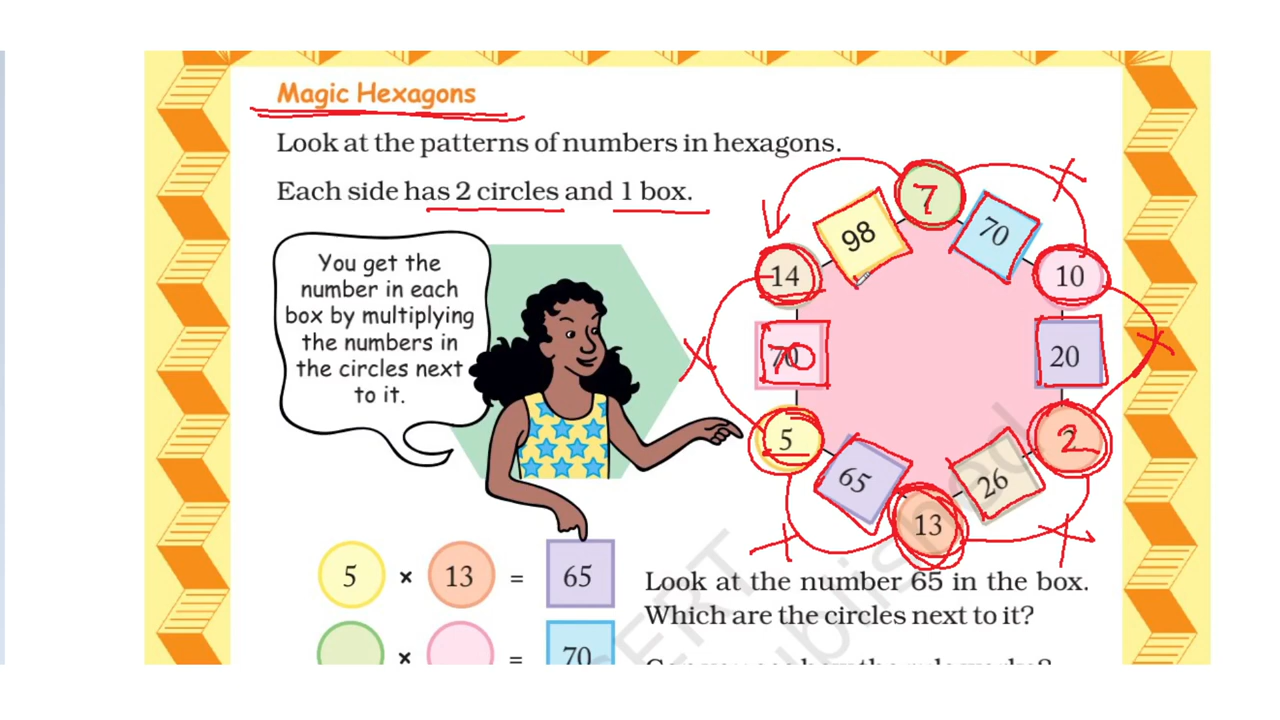 Magic Hexagons
Look at the patterns of numbers in hexagons.
Each side has 2 circles and 1 box.
You get the
number in each
box by multiplying
the numbers in
the circles next
to it.
7
98
70
14
10
70
20
5
2
65
26
13
5 × 13 = 65
× = 70
Look at the number 65 in the box.
Which are the circles next to it?